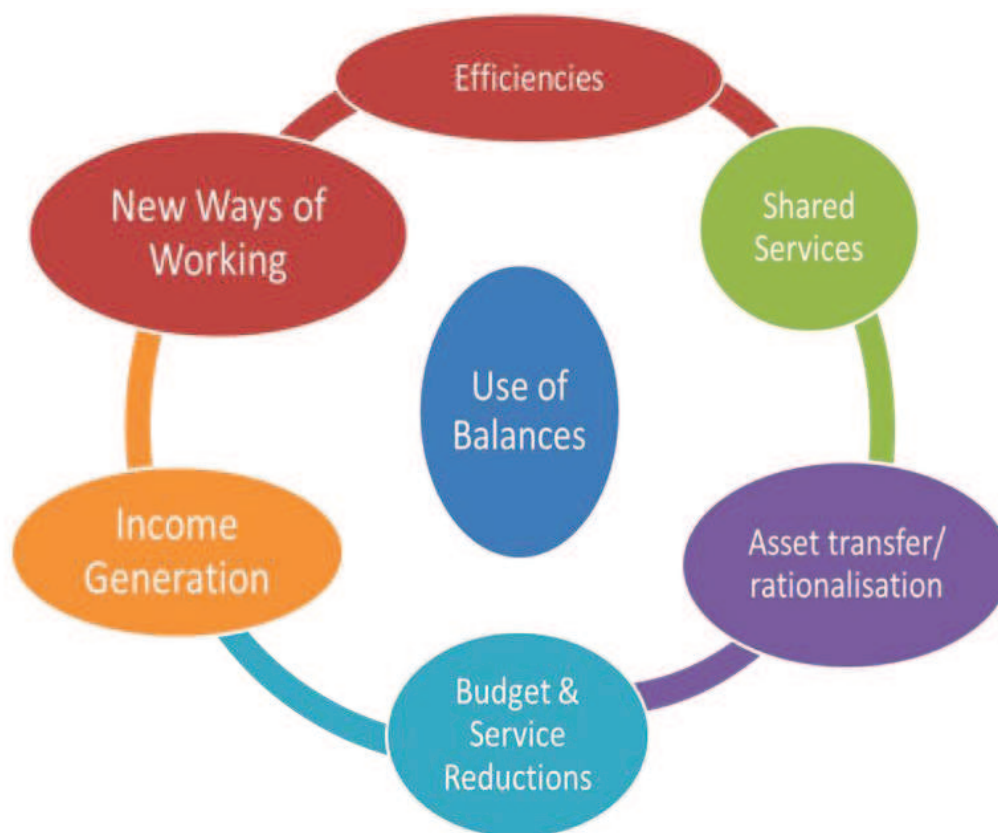 Efficiencies
New Ways of
Working
Shared
Services
Use of
Balances
Income
Generation
Asset transfer/
rationalisation
Budget &
Service
Reductions